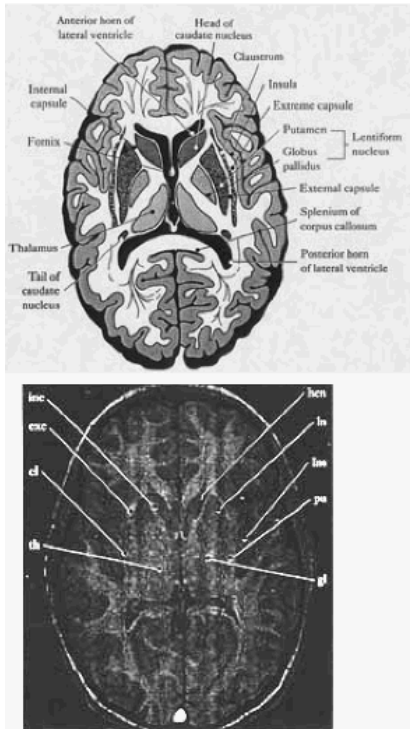 Anterior horn of
lateral ventricle
Head of
caudate nucleus
Claustrum
Internal
capsule
Insula
Extreme capsule
Putamen
Lentiform
nucleus
Fornix
Globus
pallidus
External capsule
Splenium of
corpus callosum
Thalamus
Posterior horn
of lateral ventricle
Tail of
caudate
nucleus
inc
hcn
exc
ln
cl
Ins
pu
th
gl